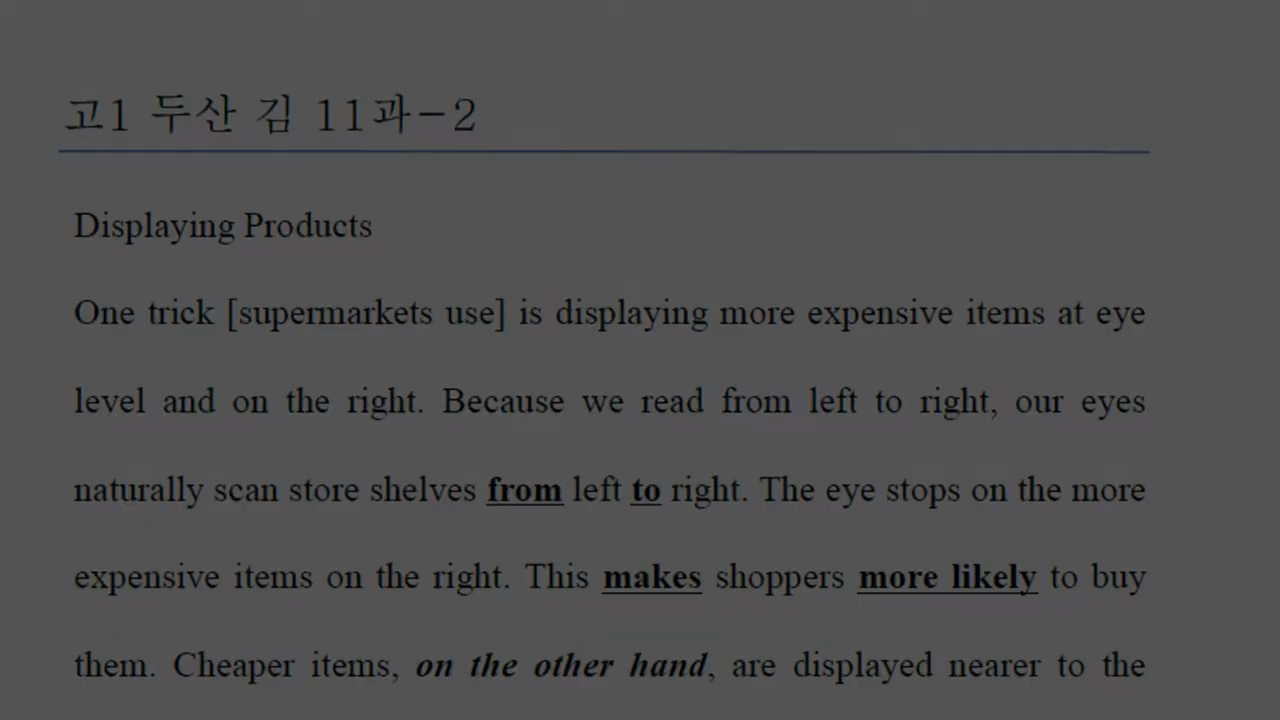 고1 두산 김 11과-2
Displaying Products
One trick [supermarkets use] is displaying more expensive items at eye
level and on the right. Because we read from left to right, our eyes
naturally scan store shelves from left to right. The eye stops on the more
expensive items on the right. This makes shoppers more likely to buy
them. Cheaper items, on the other hand, are displayed nearer to the